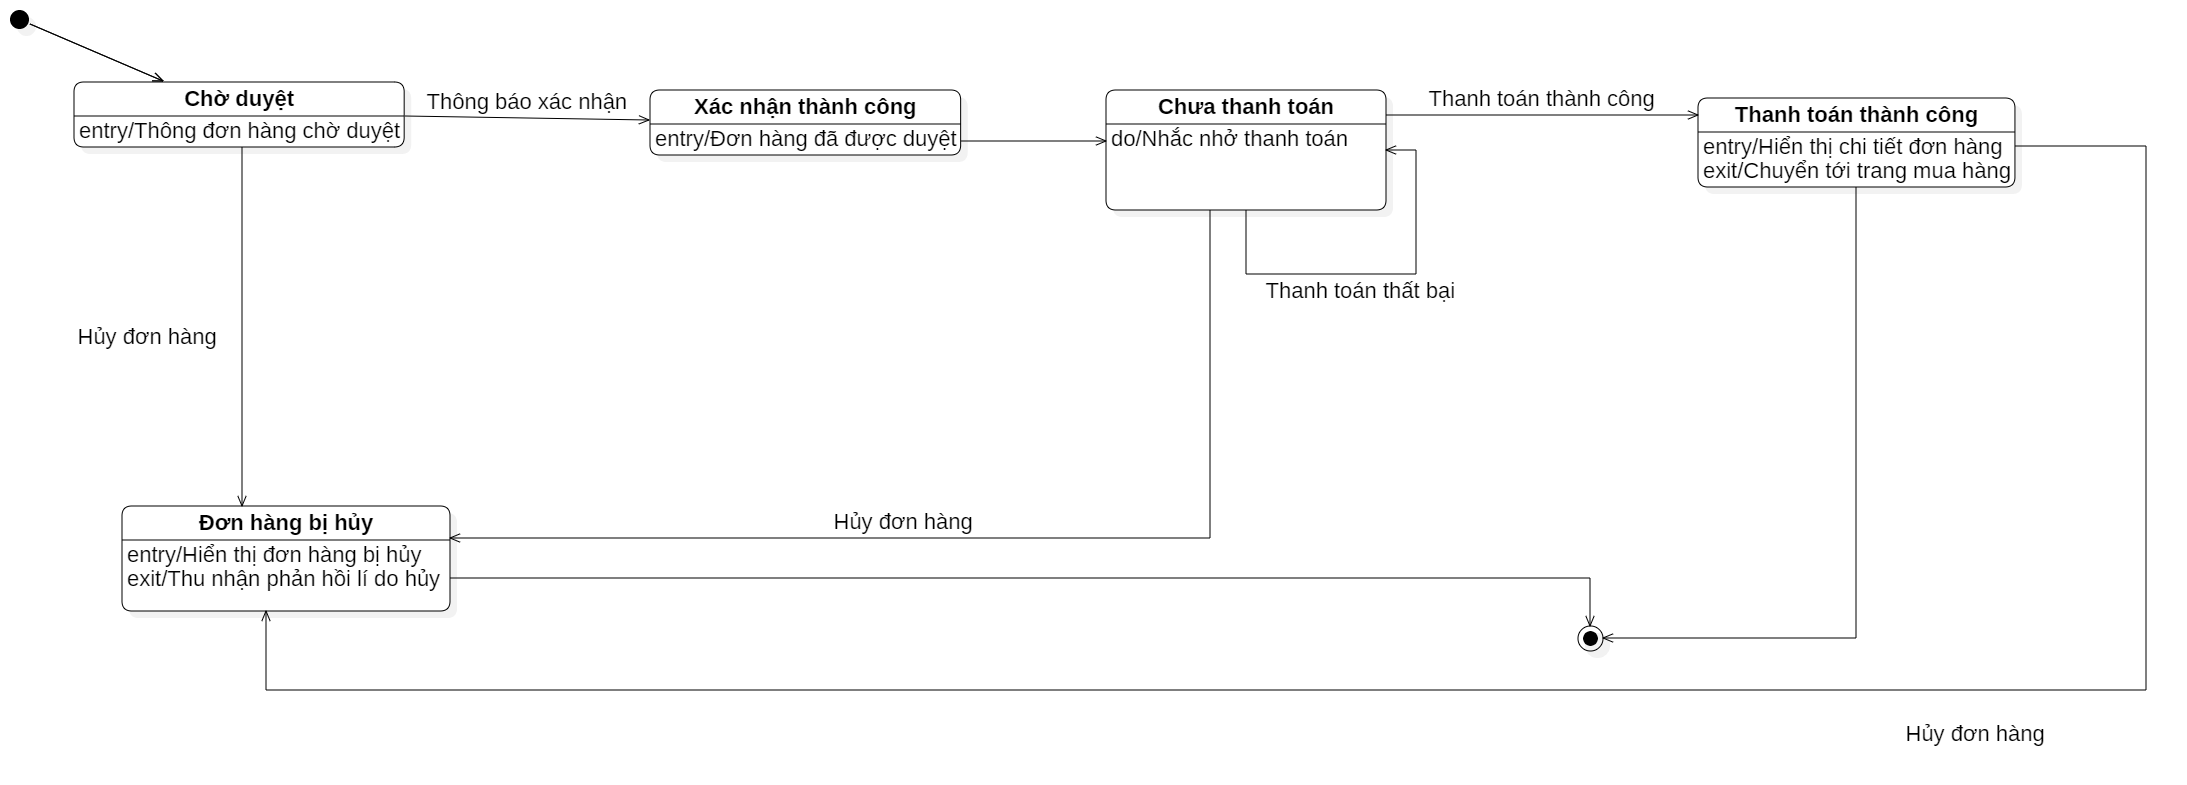 Chờ duyệt
entry/Thông đơn hàng chờ duyệt
Thông báo xác nhận
Xác nhận thành công
entry/Đơn hàng đã được duyệt
Chưa thanh toán
do/Nhắc nhở thanh toán
Thanh toán thành công
Thanh toán thành công
entry/Hiển thị chi tiết đơn hàng
exit/Chuyển tới trang mua hàng
Thanh toán thất bại
Hủy đơn hàng
Đơn hàng bị hủy
entry/Hiển thị đơn hàng bị hủy
exit/Thu nhận phản hồi lí do hủy
Hủy đơn hàng
Hủy đơn hàng